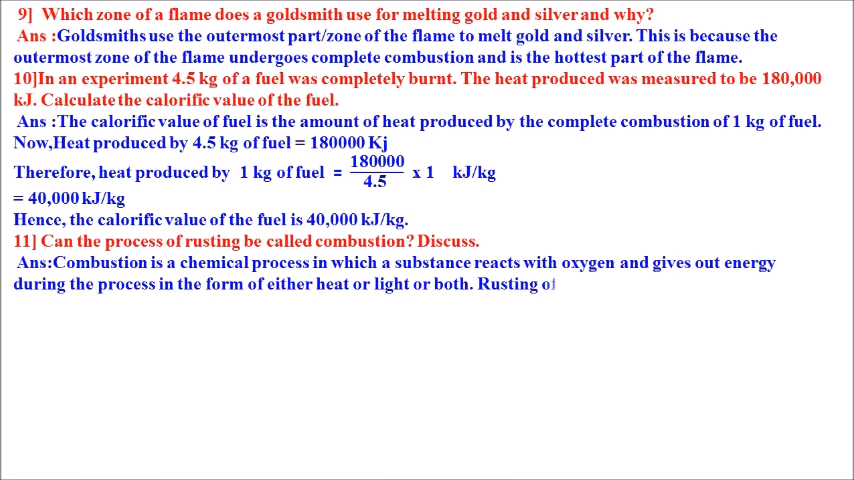 9] Which zone of a flame does a goldsmith use for melting gold and silver and why?
Ans :Goldsmiths use the outermost part/zone of the flame to melt gold and silver. This is because the
outermost zone of the flame undergoes complete combustion and is the hottest part of the flame.
10]In an experiment 4.5 kg of a fuel was completely burnt. The heat produced was measured to be 180,000
kJ. Calculate the calorific value of the fuel.
Ans :The calorific value of fuel is the amount of heat produced by the complete combustion of 1 kg of fuel.
Now,Heat produced by 4.5 kg of fuel = 180000 Kj
Therefore, heat produced by 1 kg of fuel = 180000/4.5 x 1 kJ/kg
= 40,000 kJ/kg
Hence, the calorific value of the fuel is 40,000 kJ/kg.
11] Can the process of rusting be called combustion? Discuss.
Ans:Combustion is a chemical process in which a substance reacts with oxygen and gives out energy
during the process in the form of either heat or light or both. Rusting of